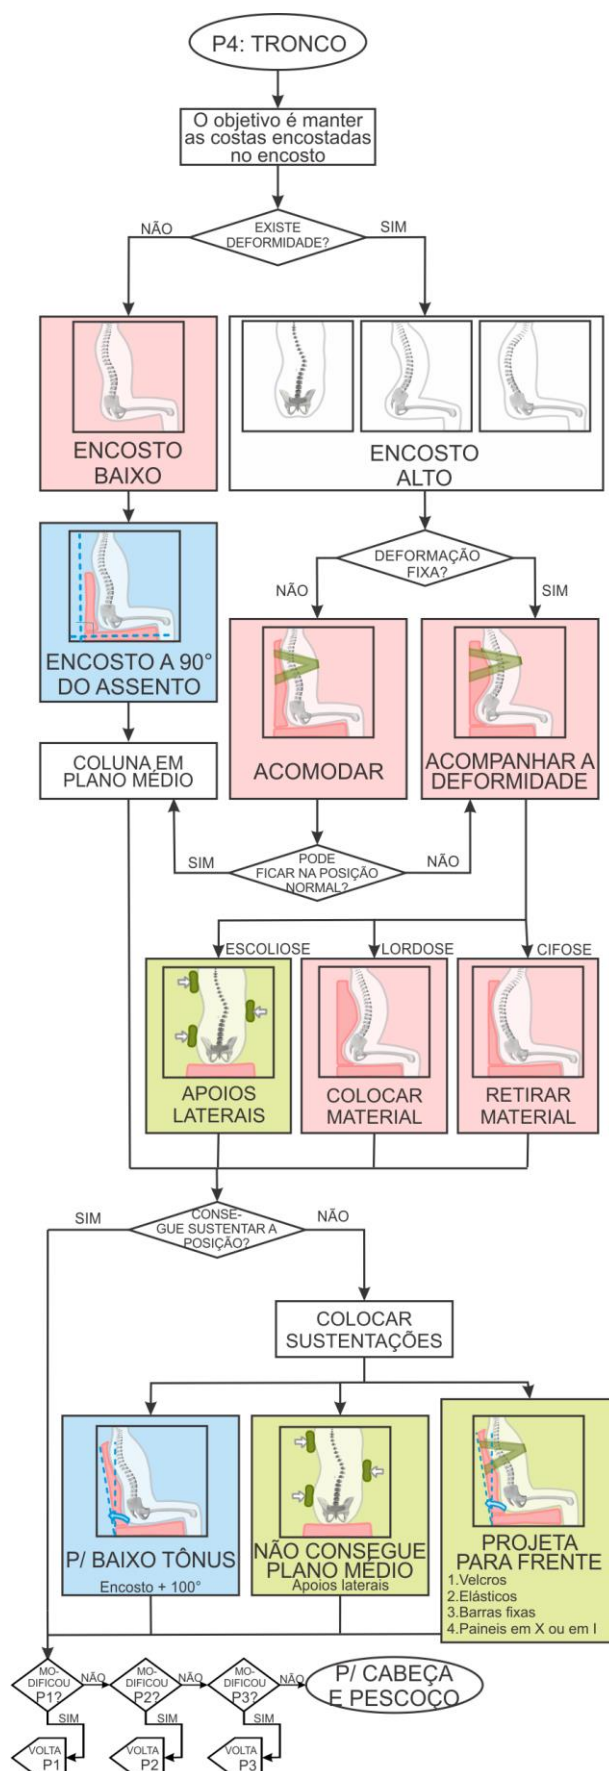 P4: TRONCO
O objetivo é manter
as costas encostadas
no encosto
NÃO
EXISTE
DEFORMIDADE?
SIM
ENCOSTO
BAIXO
ENCOSTO
ALTO
DEFORMAÇÃO
FIXA?
NÃO
SIM
ENCOSTO A 90°
DO ASSENTO
ACOMODAR
ACOMPANHAR A
DEFORMIDADE
COLUNA EM
PLANO MÉDIO
SIM
PODE
FICAR NA POSIÇÃO
NORMAL?
NÃO
ESCOLIOSE
LORDOSE
CIFOSE
APOIOS
LATERAIS
COLOCAR
MATERIAL
RETIRAR
MATERIAL
SIM
CONSE-
GUE SUSTENTAR A
POSIÇÃO?
NÃO
COLOCAR
SUSTENTAÇÕES
P/ BAIXO TÔNUS
Encosto + 100°
NÃO CONSEGUE
PLANO MÉDIO
Apoios laterais
PROJETA
PARA FRENTE
1.Velcros
2.Elásticos
3.Barras fixas
4.Paineis em X ou em I
MO-
DIFICOU
P1?
NÃO
MO-
DIFICOU
P2?
NÃO
MO-
DIFICOU
P3?
NÃO
P/ CABEÇA
E PESCOÇO
SIM
SIM
SIM
VOLTA
P1
VOLTA
P2
VOLTA
P3